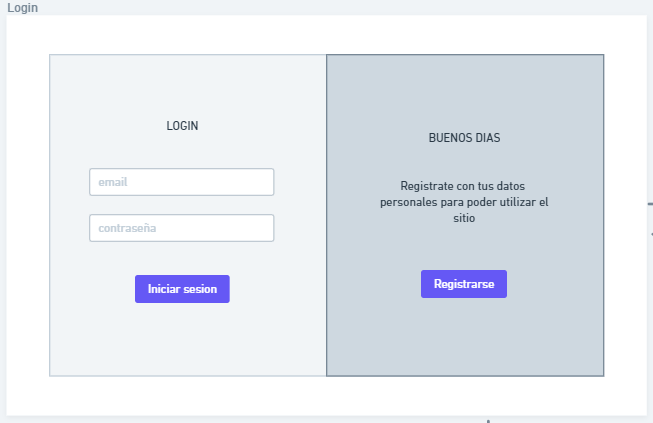 Login
LOGIN
email
contraseña
Iniciar sesion
BUENOS DIAS
Registrate con tus datos
personales para poder utilizar el
sitio
Registrarse